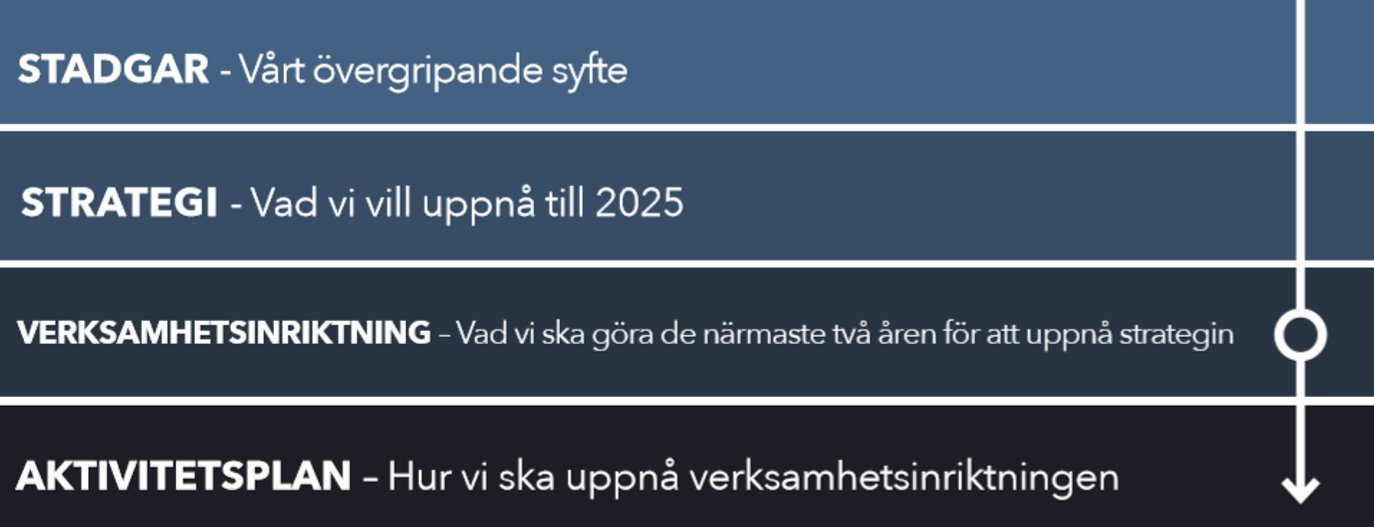 STADGAR - Vårt övergripande syfte
STRATEGI - Vad vi vill uppnå till 2025
VERKSAMHETSINRIKTNING – Vad vi ska göra de närmaste två åren för att uppnå strategin
AKTIVITETSPLAN – Hur vi ska uppnå verksamhetsinriktningen